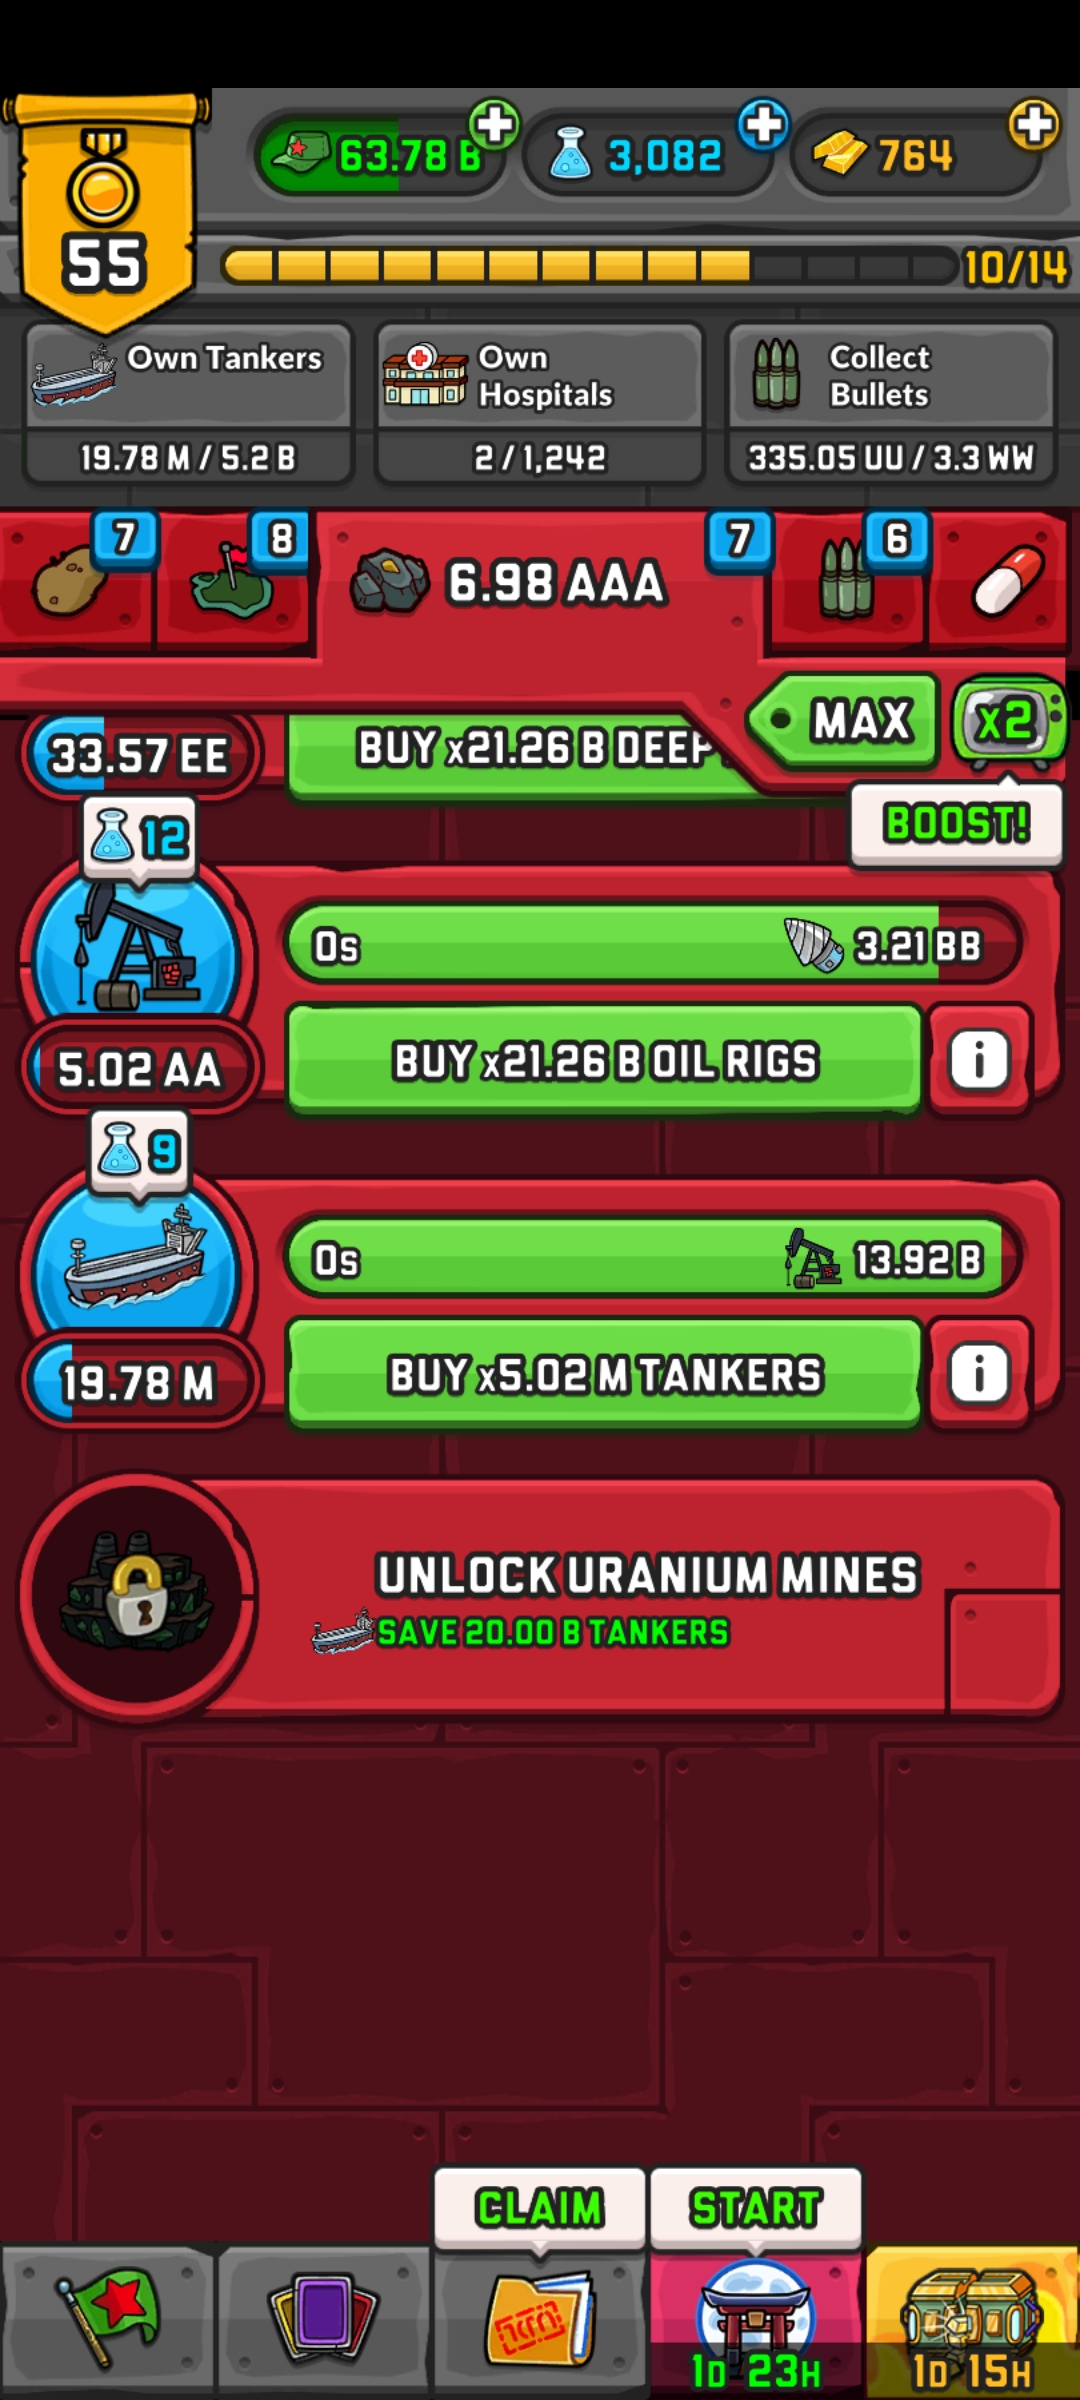 55
63.78 B
3,082
764
10/14
Own Tankers
19.78 M / 5.2 B
Own
Hospitals
2 / 1,242
Collect
Bullets
335.05 UU / 3.3 WW
7
8
6.98 AAA
7
6
MAX
x2
BOOST!
33.57 EE
BUY x21.26 B DEEP
12
0s
3.21 BB
5.02 AA
BUY x21.26 B OIL RIGS
i
9
0s
13.92 B
19.78 M
BUY x5.02 M TANKERS
i
UNLOCK URANIUM MINES
SAVE 20.00 B TANKERS
CLAIM
START
1D 23H
1D 15H